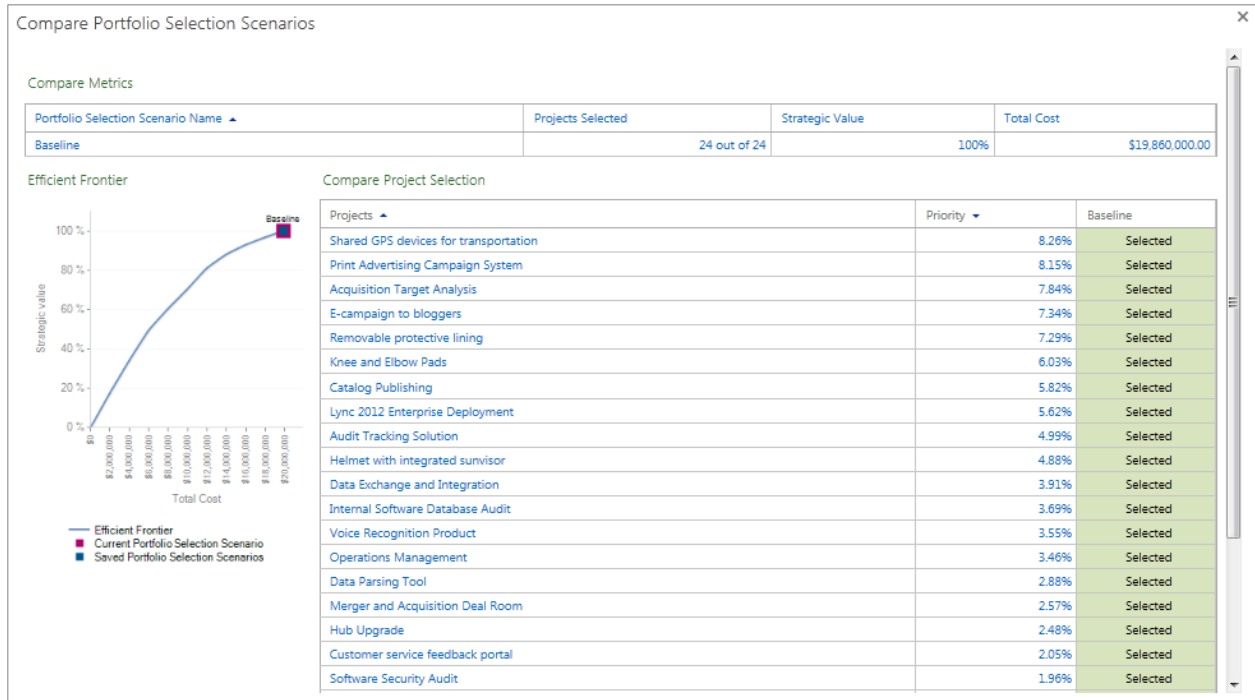 Compare Portfolio Selection Scenarios
Compare Metrics
Portfolio Selection Scenario Name Projects Selected Strategic Value Total Cost
Baseline 24 out of 24 100% $19,860,000.00
Efficient Frontier
Baseline
100 %
80 %
60 %
40 %
20 %
0 %
Strategic value
$0
$2,000,000
$4,000,000
$6,000,000
$8,000,000
$10,000,000
$12,000,000
$14,000,000
$16,000,000
$18,000,000
$20,000,000
Total Cost
Efficient Frontier
Current Portfolio Selection Scenario
Saved Portfolio Selection Scenarios
Compare Project Selection
Projects Priority Baseline
Shared GPS devices for transportation 8.26% Selected
Print Advertising Campaign System 8.15% Selected
Acquisition Target Analysis 7.84% Selected
E-campaign to bloggers 7.34% Selected
Removable protective lining 7.29% Selected
Knee and Elbow Pads 6.03% Selected
Catalog Publishing 5.82% Selected
Lync 2012 Enterprise Deployment 5.62% Selected
Audit Tracking Solution 4.99% Selected
Helmet with integrated sunvisor 4.88% Selected
Data Exchange and Integration 3.91% Selected
Internal Software Database Audit 3.69% Selected
Voice Recognition Product 3.55% Selected
Operations Management 3.46% Selected
Data Parsing Tool 2.88% Selected
Merger and Acquisition Deal Room 2.57% Selected
Hub Upgrade 2.48% Selected
Customer service feedback portal 2.05% Selected
Software Security Audit 1.96% Selected